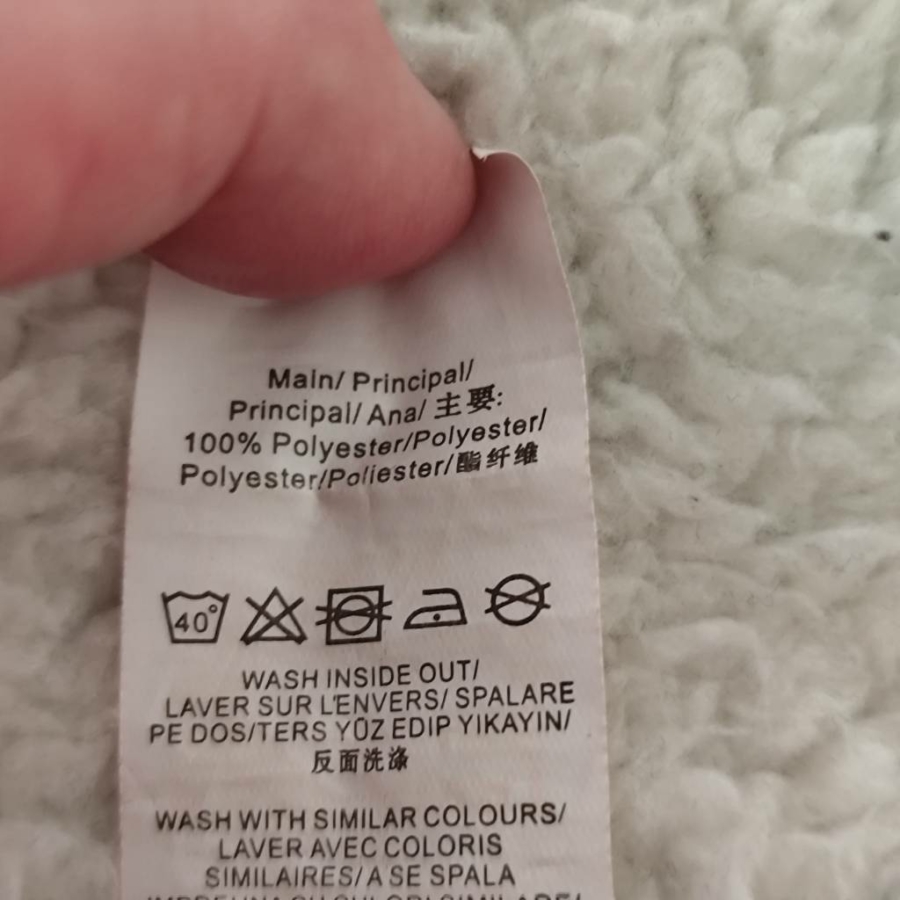 Main/ Principal/
Principal/ Ana/ 主要:
100% Polyester/Polyester/
Polyester/Poliester/酯纤维
40°
WASH INSIDE OUT/
LAVER SUR L'ENVERS/ SPALARE
PE DOS/TERS YÜZ EDIP YIKAYIN/
反面洗涤
WASH WITH SIMILAR COLOURS/
LAVER AVEC COLORIS
SIMILAIRES/ A SE SPALA